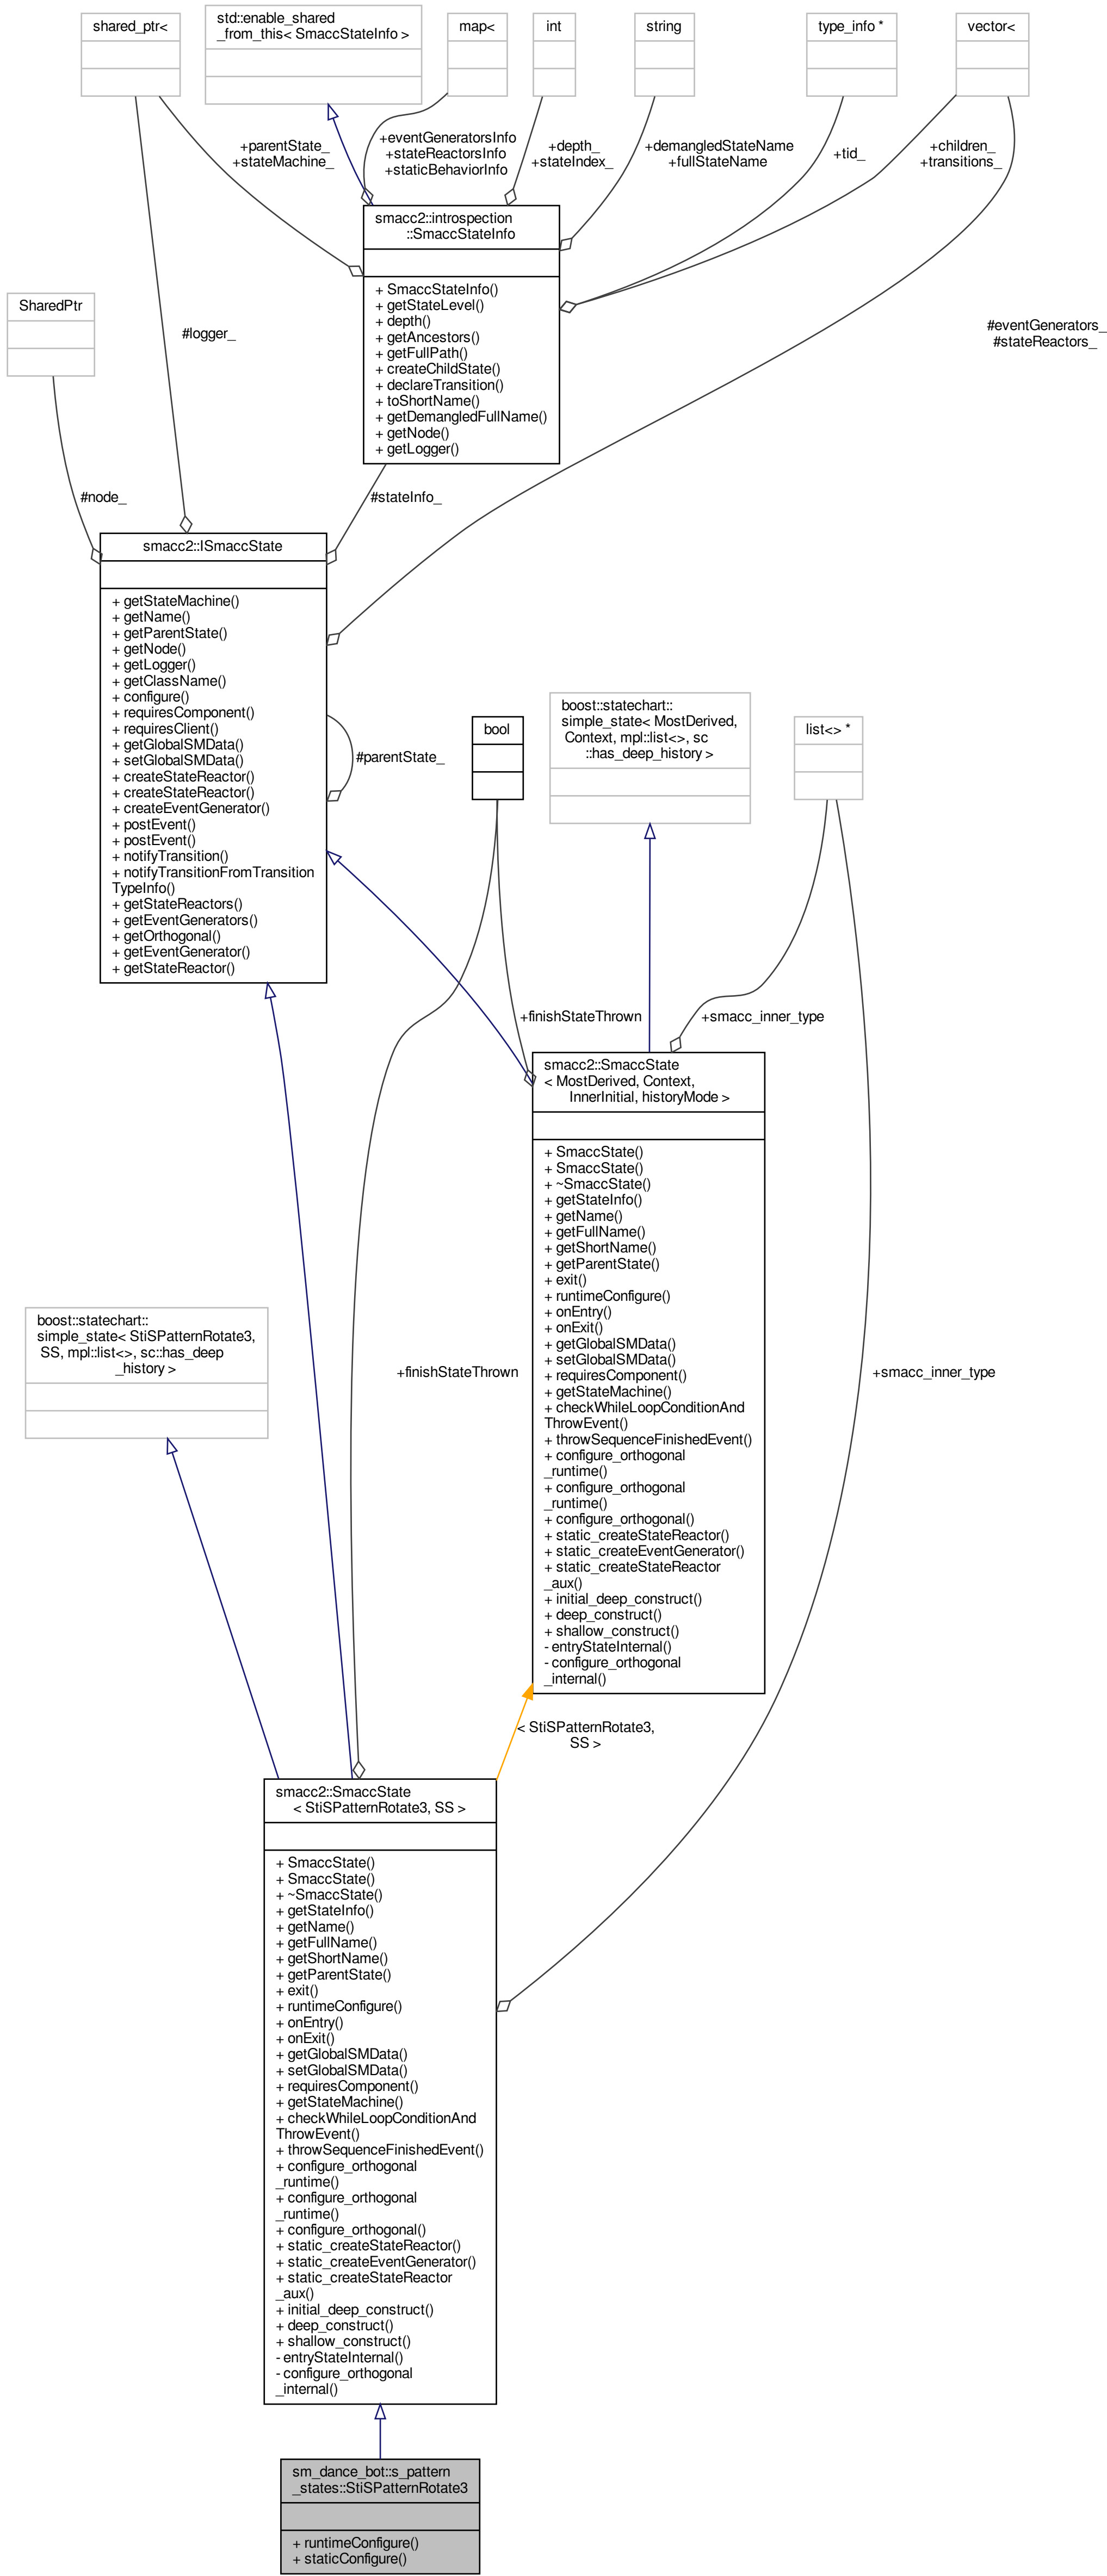 shared_ptr<
std::enable_shared
_from_this< SmaccStateInfo >
map<
int
string
type_info *
vector<
+parentState_
+stateMachine_
+eventGeneratorsInfo
+stateReactorsInfo
+staticBehaviorInfo
+depth_
+stateIndex_
+demangledStateName
+fullStateName
+tid_
+children_
+transitions_
smacc2::introspection
::SmaccStateInfo
+ SmaccStateInfo()
+ getStateLevel()
+ depth()
+ getAncestors()
+ getFullPath()
+ createChildState()
+ declareTransition()
+ toShortName()
+ getDemangledFullName()
+ getNode()
+ getLogger()
SharedPtr
#logger_
#eventGenerators_
#stateReactors_
#node_
#stateInfo_
smacc2::ISmaccState
+ getStateMachine()
+ getName()
+ getParentState()
+ getNode()
+ getLogger()
+ getClassName()
+ configure()
+ requiresComponent()
+ requiresClient()
+ getGlobalSMData()
+ setGlobalSMData()
+ createStateReactor()
+ createStateReactor()
+ createEventGenerator()
+ postEvent()
+ postEvent()
+ notifyTransition()
+ notifyTransitionFromTransition
TypeInfo()
+ getStateReactors()
+ getEventGenerators()
+ getOrthogonal()
+ getEventGenerator()
+ getStateReactor()
#parentState_
bool
boost::statechart::
simple_state< MostDerived,
Context, mpl::list<>, sc
::has_deep_history >
list<> *
+finishStateThrown
+smacc_inner_type
smacc2::SmaccState
< MostDerived, Context,
InnerInitial, historyMode >
+ SmaccState()
+ SmaccState()
+ ~SmaccState()
+ getStateInfo()
+ getName()
+ getFullName()
+ getShortName()
+ getParentState()
+ exit()
+ runtimeConfigure()
+ onEntry()
+ onExit()
+ getGlobalSMData()
+ setGlobalSMData()
+ requiresComponent()
+ getStateMachine()
+ checkWhileLoopConditionAnd
ThrowEvent()
+ throwSequenceFinishedEvent()
+ configure_orthogonal
_runtime()
+ configure_orthogonal
_runtime()
+ configure_orthogonal()
+ static_createStateReactor()
+ static_createEventGenerator()
+ static_createStateReactor
_aux()
+ initial_deep_construct()
+ deep_construct()
+ shallow_construct()
- entryStateInternal()
- configure_orthogonal
_internal()
boost::statechart::
simple_state< StiSPatternRotate3,
SS, mpl::list<>, sc::has_deep
_history >
+finishStateThrown
+smacc_inner_type
< StiSPatternRotate3,
SS >
smacc2::SmaccState
< StiSPatternRotate3, SS >
+ SmaccState()
+ SmaccState()
+ ~SmaccState()
+ getStateInfo()
+ getName()
+ getFullName()
+ getShortName()
+ getParentState()
+ exit()
+ runtimeConfigure()
+ onEntry()
+ onExit()
+ getGlobalSMData()
+ setGlobalSMData()
+ requiresComponent()
+ getStateMachine()
+ checkWhileLoopConditionAnd
ThrowEvent()
+ throwSequenceFinishedEvent()
+ configure_orthogonal
_runtime()
+ configure_orthogonal
_runtime()
+ configure_orthogonal()
+ static_createStateReactor()
+ static_createEventGenerator()
+ static_createStateReactor
_aux()
+ initial_deep_construct()
+ deep_construct()
+ shallow_construct()
- entryStateInternal()
- configure_orthogonal
_internal()
sm_dance_bot::s_pattern
_states::StiSPatternRotate3
+ runtimeConfigure()
+ staticConfigure()